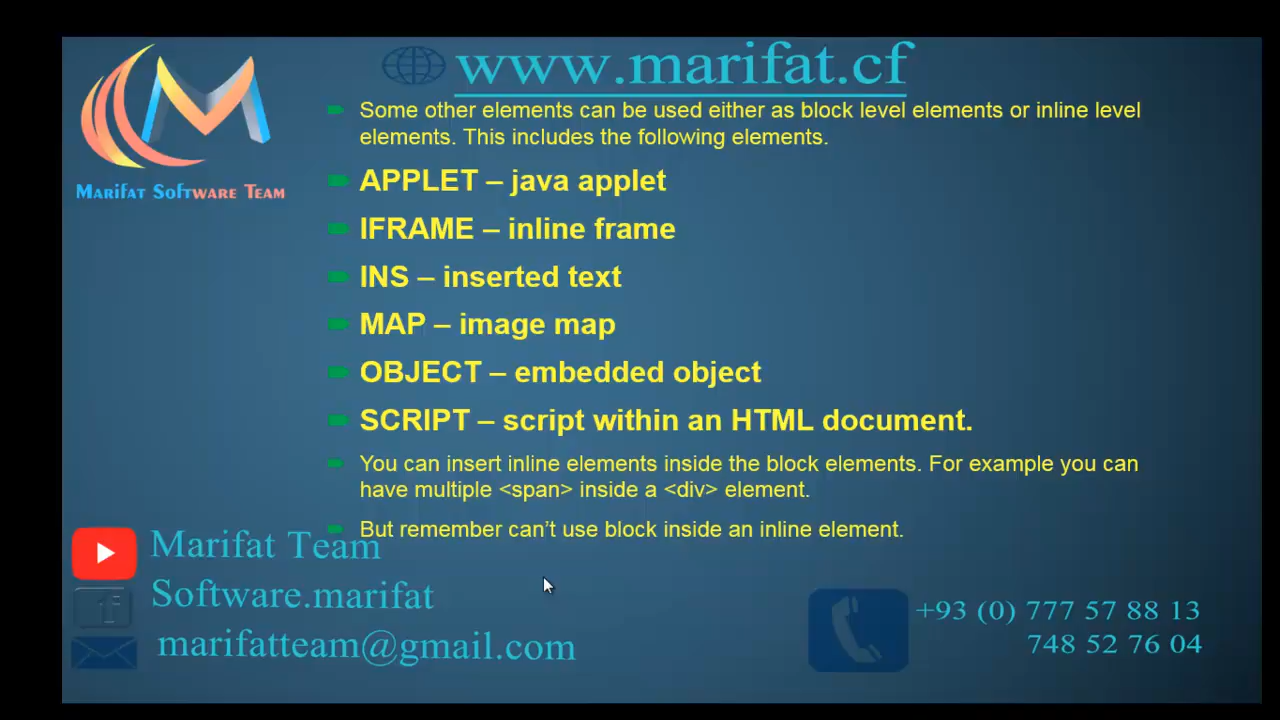 www.marifat.cf
Marifat Software Team
Some other elements can be used either as block level elements or inline level
elements. This includes the following elements.
APPLET – java applet
IFRAME – inline frame
INS – inserted text
MAP – image map
OBJECT – embedded object
SCRIPT – script within an HTML document.
You can insert inline elements inside the block elements. For example you can
have multiple <span> inside a <div> element.
But remember can’t use block inside an inline element.
Marifat Team
Software.marifat
marifatteam@gmail.com
+93 (0) 777 57 88 13
748 52 76 04